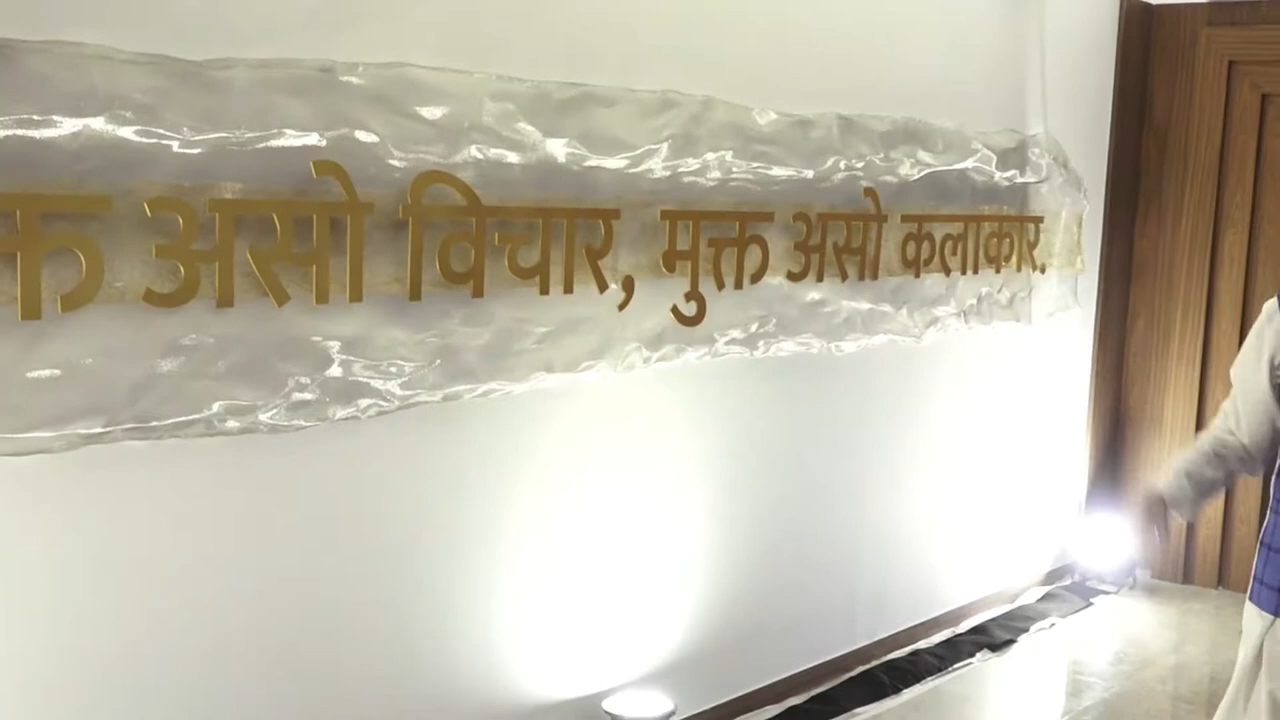 असो विचार, मुक्त असो कलाकार.